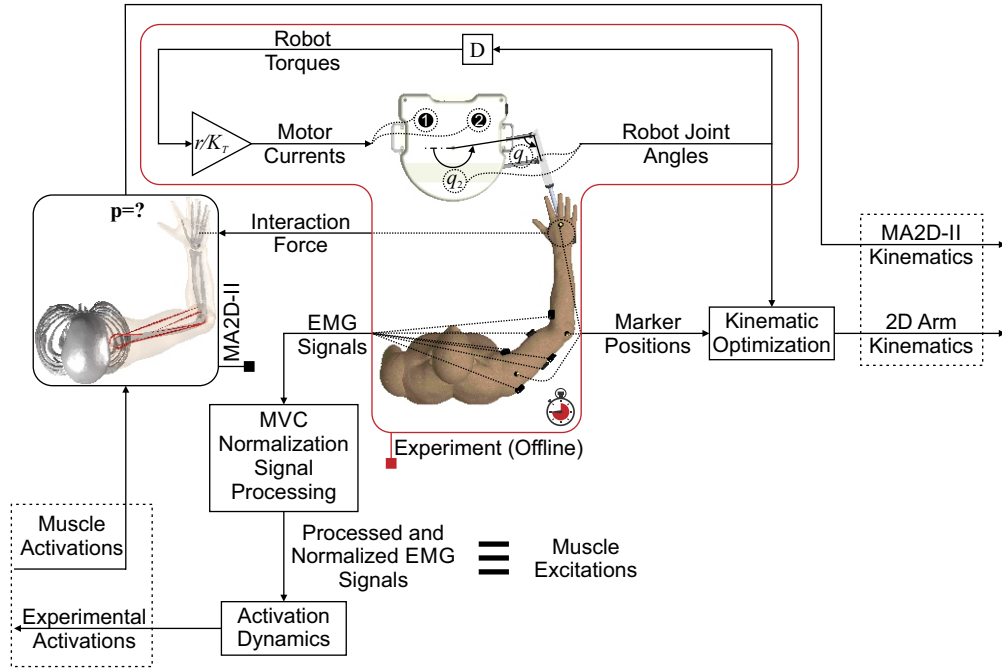 Robot
Torques
D
r/K_T
Motor
Currents
1
2
q_1
q_2
Robot Joint
Angles
p=?
Interaction
Force
MA2D-II
MA2D-II
Kinematics
EMG
Signals
Marker
Positions
Kinematic
Optimization
2D Arm
Kinematics
MVC
Normalization
Signal
Processing
Experiment (Offline)
Muscle
Activations
Processed and
Normalized EMG
Signals
Muscle
Excitations
Experimental
Activations
Activation
Dynamics